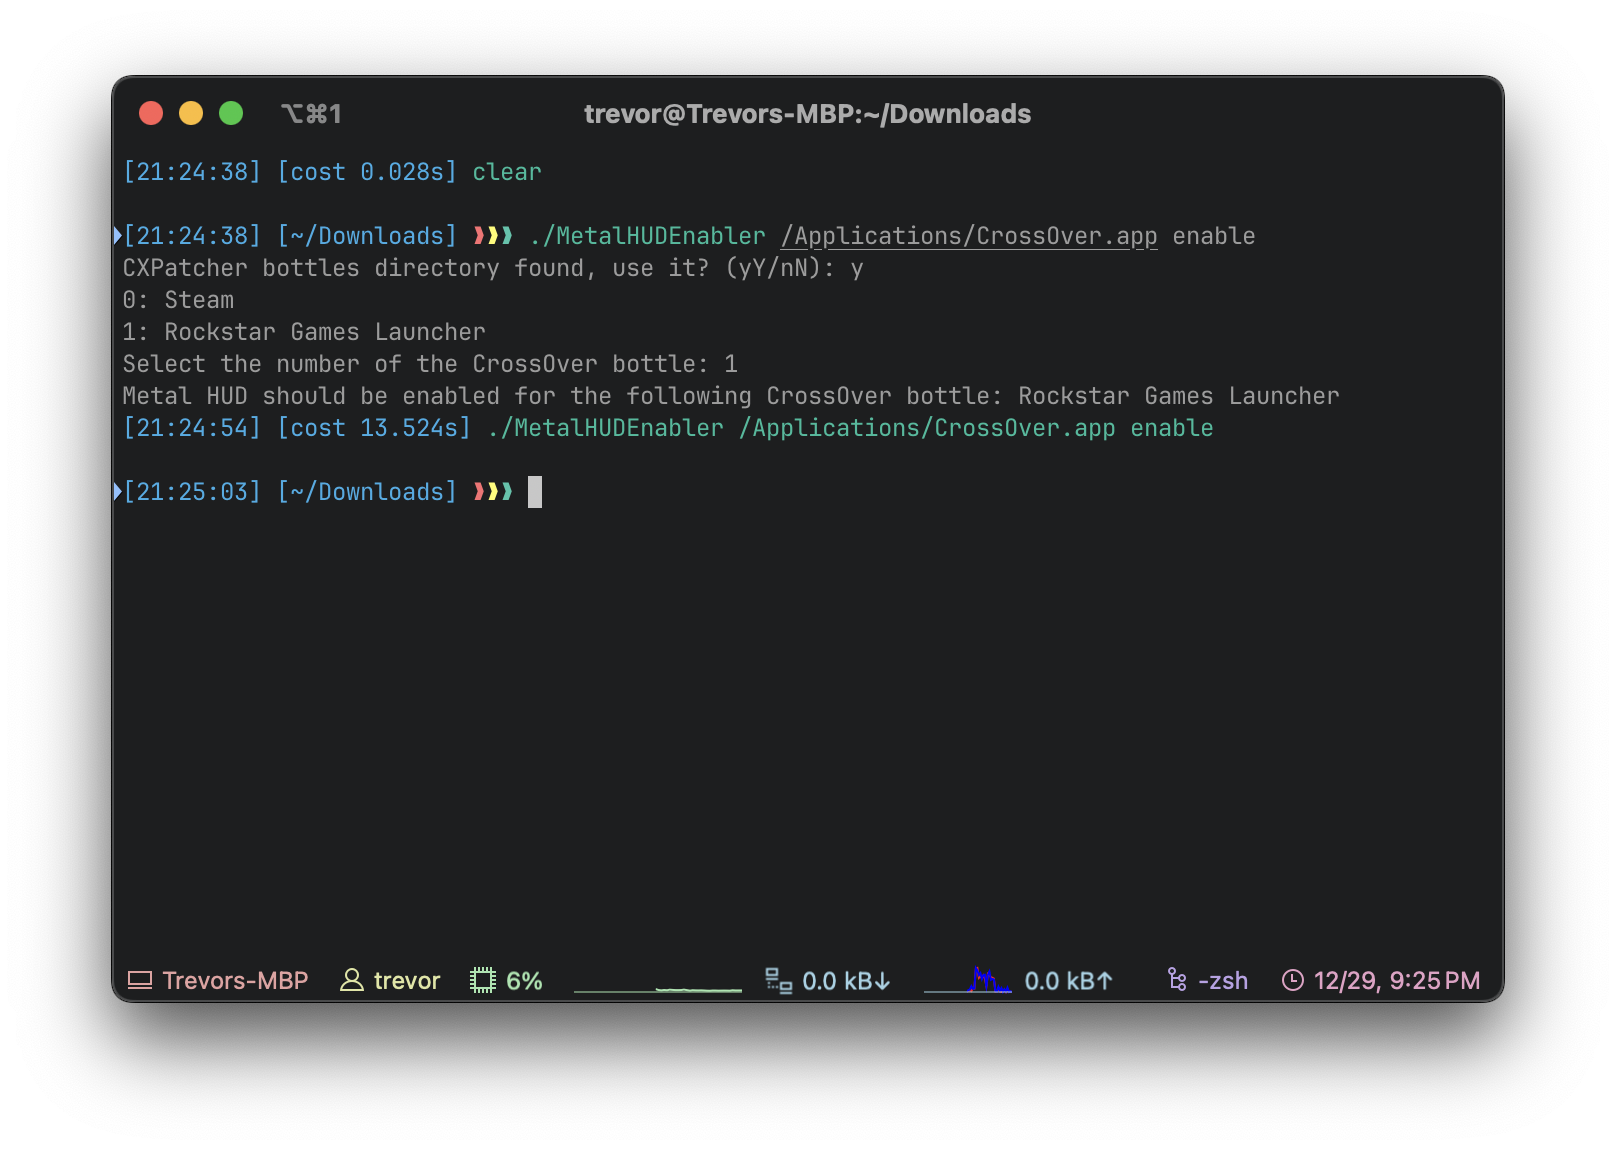 ⌥⌘1
trevor@Trevors-MBP:~/Downloads
[21:24:38] [cost 0.028s] clear
[21:24:38] [~/Downloads] ❱❱❱ ./MetalHUDEnabler /Applications/CrossOver.app enable
CXPatcher bottles directory found, use it? (yY/nN): y
0: Steam
1: Rockstar Games Launcher
Select the number of the CrossOver bottle: 1
Metal HUD should be enabled for the following CrossOver bottle: Rockstar Games Launcher
[21:24:54] [cost 13.524s] ./MetalHUDEnabler /Applications/CrossOver.app enable
[21:25:03] [~/Downloads] ❱❱❱
Trevors-MBP trevor 6% 0.0 kB↓ 0.0 kB↑ -zsh 12/29, 9:25 PM